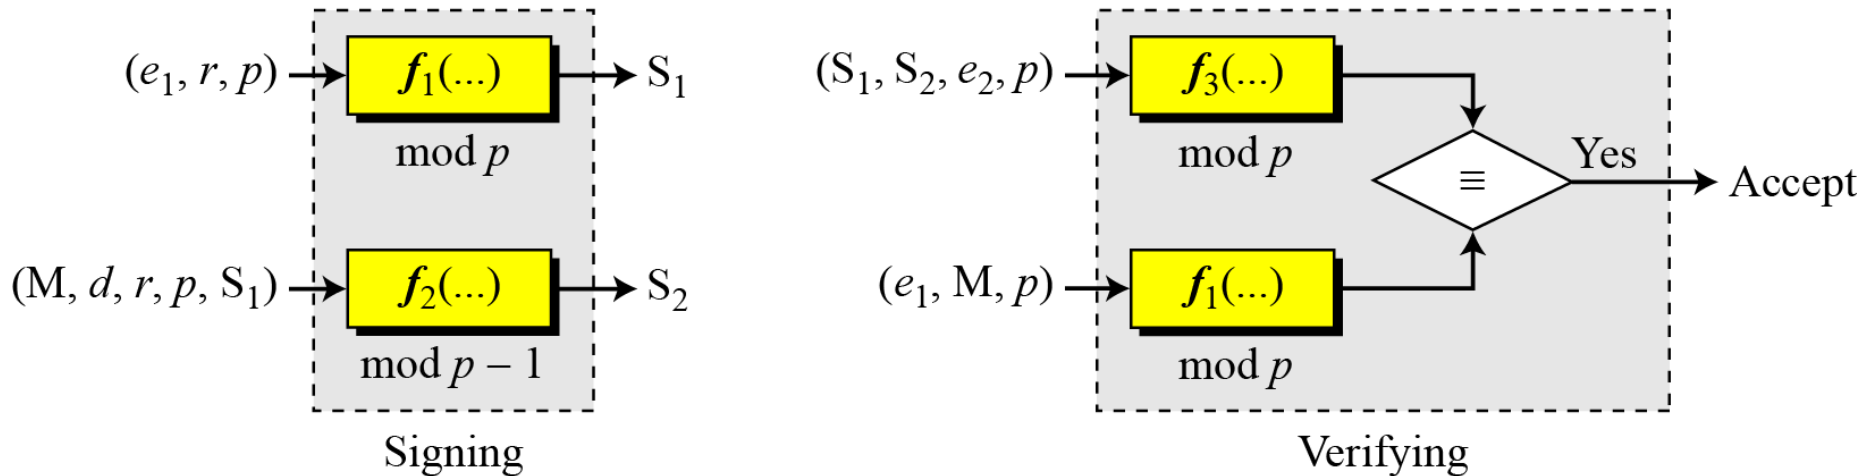 (e₁, r, p) f₁(...) S₁
mod p
(M, d, r, p, S₁) f₂(...) S₂
mod p – 1
Signing
(S₁, S₂, e₂, p) f₃(...)
mod p
≡ Yes Accept
(e₁, M, p) f₁(...)
mod p
Verifying